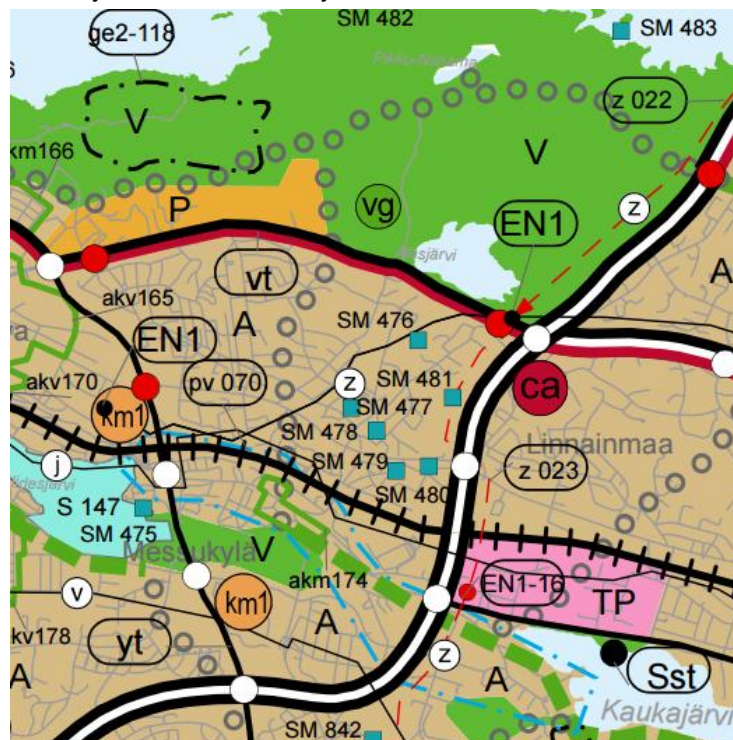 SM 482
SM 483
ge2-118
z 022
V
V
km166
P
vg
z
EN1
vt
A
A
akv165
SM 476
EN1
pv 070
z
SM 481
ca
akv170
km1
SM 477
SM 478
Linnainmaa
j
SM 479
z 023
SM 480
S 147
SM 475
Messukylä
V
akm174
EN1-16
TP
v
km1
A
kv178
yt
z
A
Sst
A
Kaukajärvi
SM 842